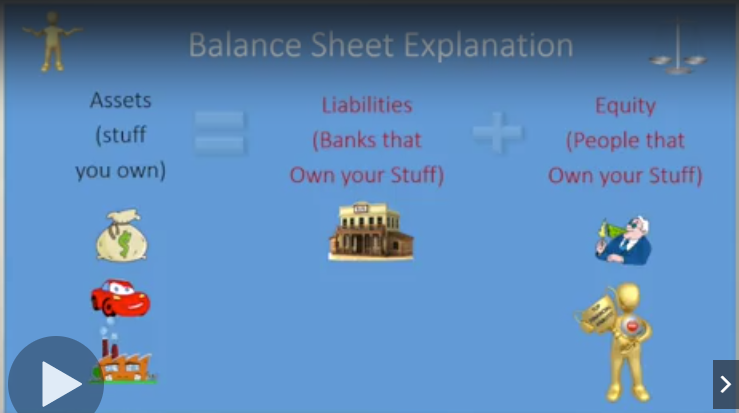 Balance Sheet Explanation
Assets
(stuff
you own)
Liabilities
(Banks that
Own your Stuff)
Equity
(People that
Own your Stuff)